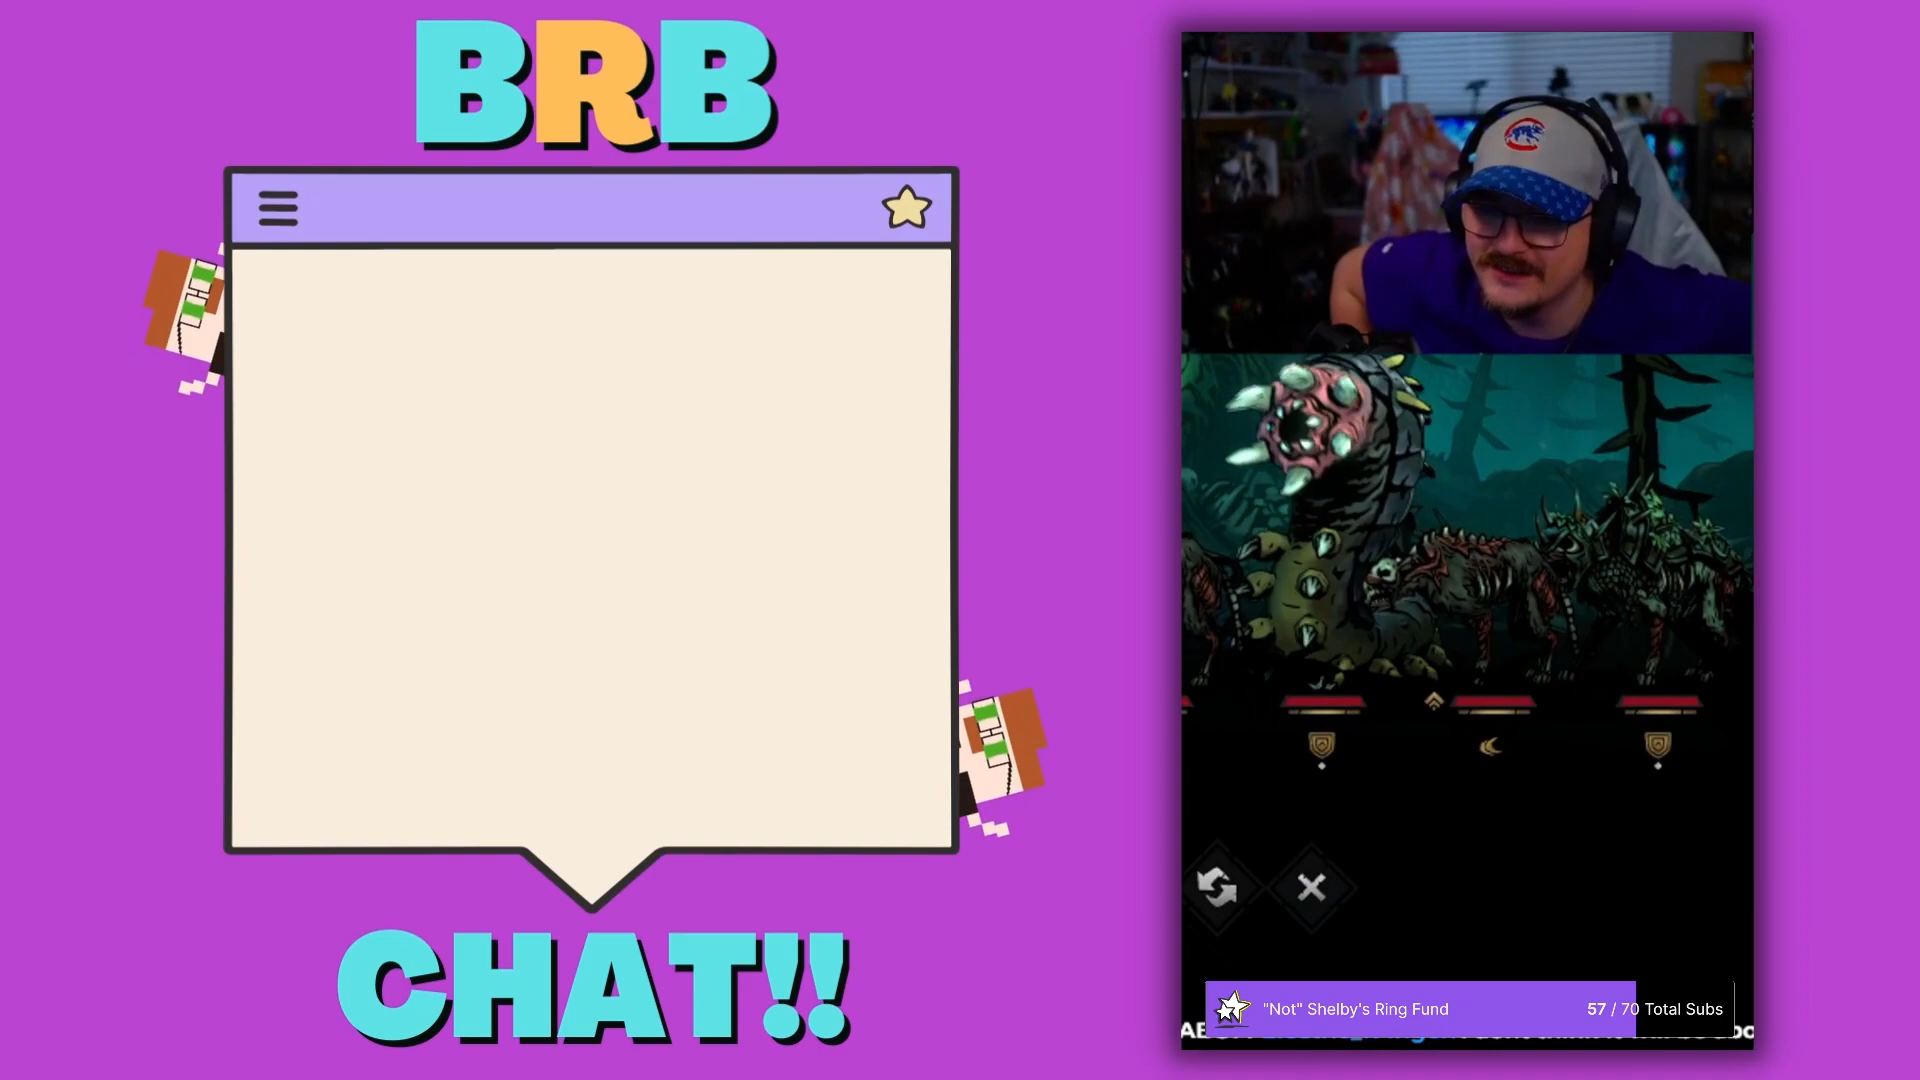 BRB
CHAT!!
C
"Not" Shelby's Ring Fund
57 / 70 Total Subs